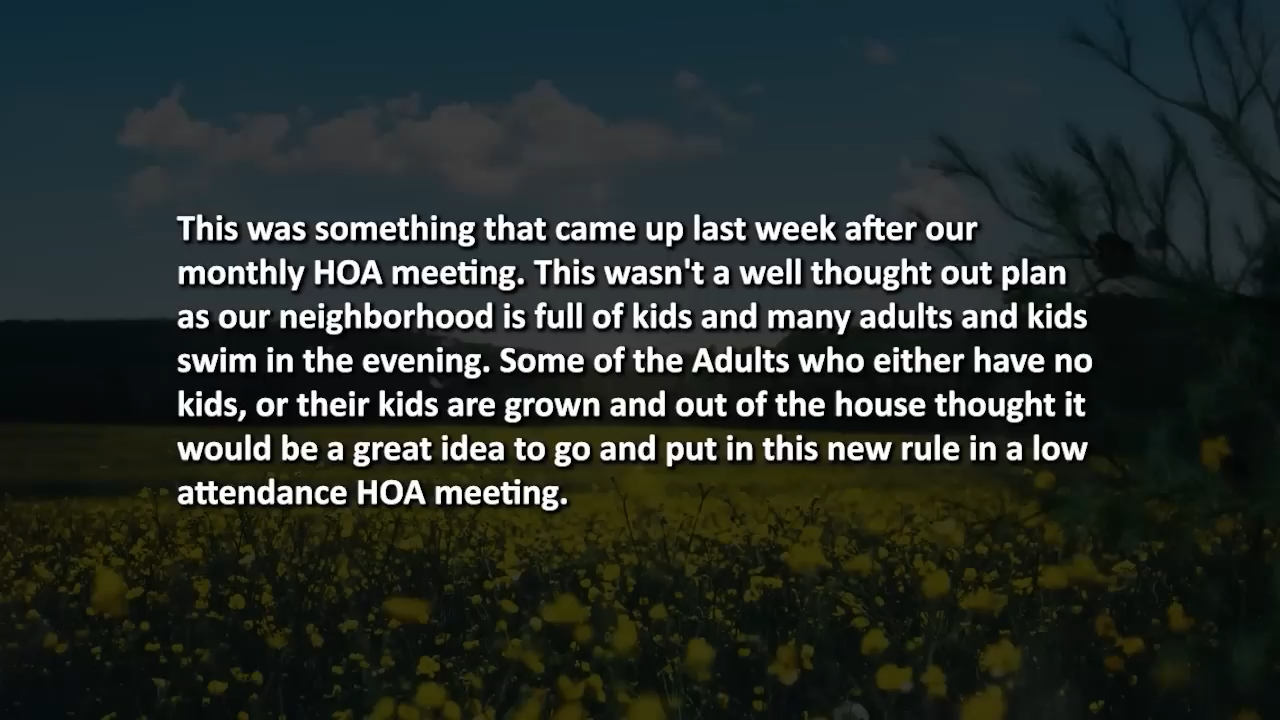 This was something that came up last week after our
monthly HOA meeting. This wasn't a well thought out plan
as our neighborhood is full of kids and many adults and kids
swim in the evening. Some of the Adults who either have no
kids, or their kids are grown and out of the house thought it
would be a great idea to go and put in this new rule in a low
attendance HOA meeting.